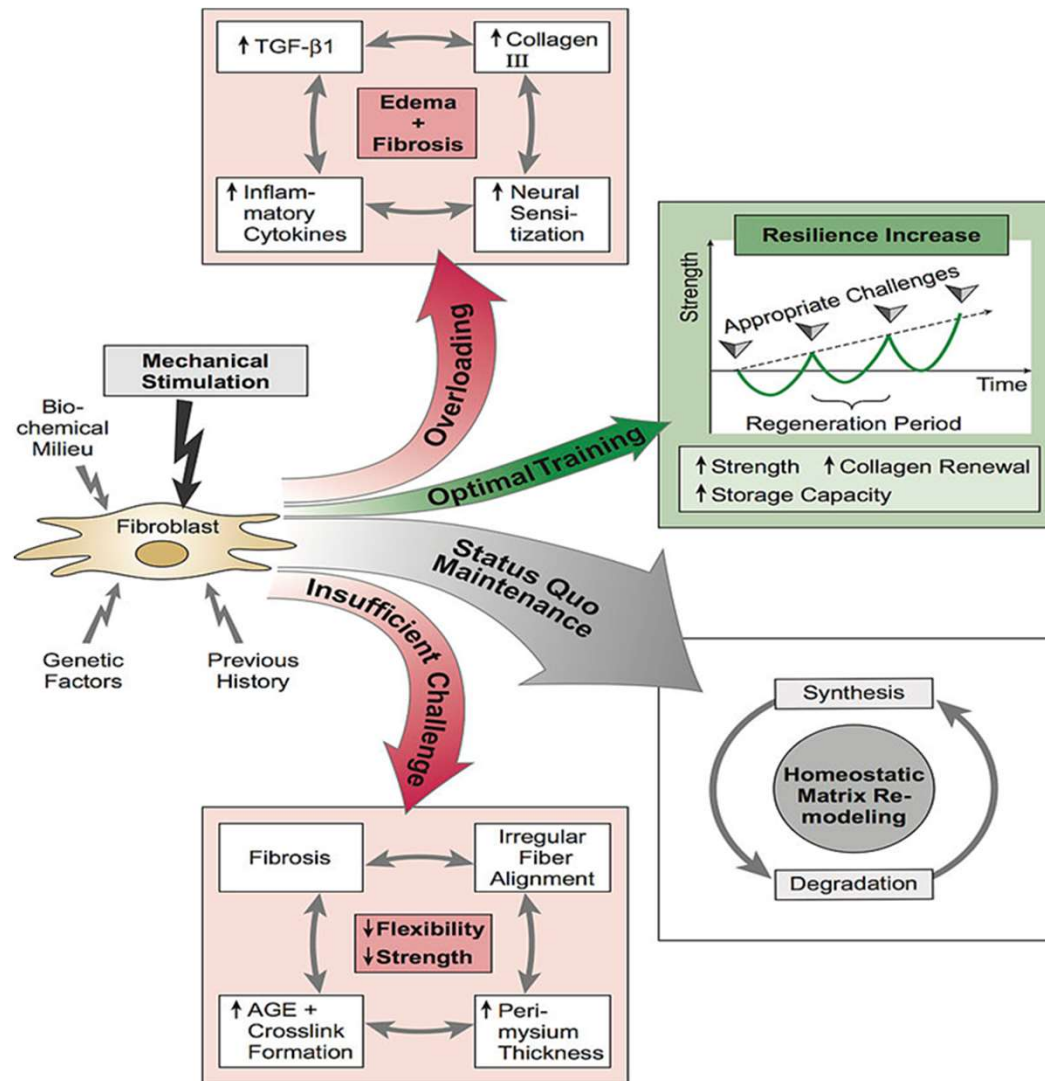 ↑ TGF-β1
↑ Collagen
III
Edema
+
Fibrosis
↑ Inflam-
matory
Cytokines
↑ Neural
Sensi-
tization
Resilience Increase
Strength
Appropriate Challenges
Time
Regeneration Period
↑ Strength ↑ Collagen Renewal
↑ Storage Capacity
Mechanical
Stimulation
Bio-
chemical
Milieu
Fibroblast
Genetic
Factors
Previous
History
Overloading
Optimal Training
Status Quo
Maintenance
Insufficient Challenge
Synthesis
Homeostatic
Matrix Re-
modeling
Degradation
Fibrosis
Irregular
Fiber
Alignment
↓Flexibility
↓Strength
↑ AGE +
Crosslink
Formation
↑ Peri-
mysium
Thickness